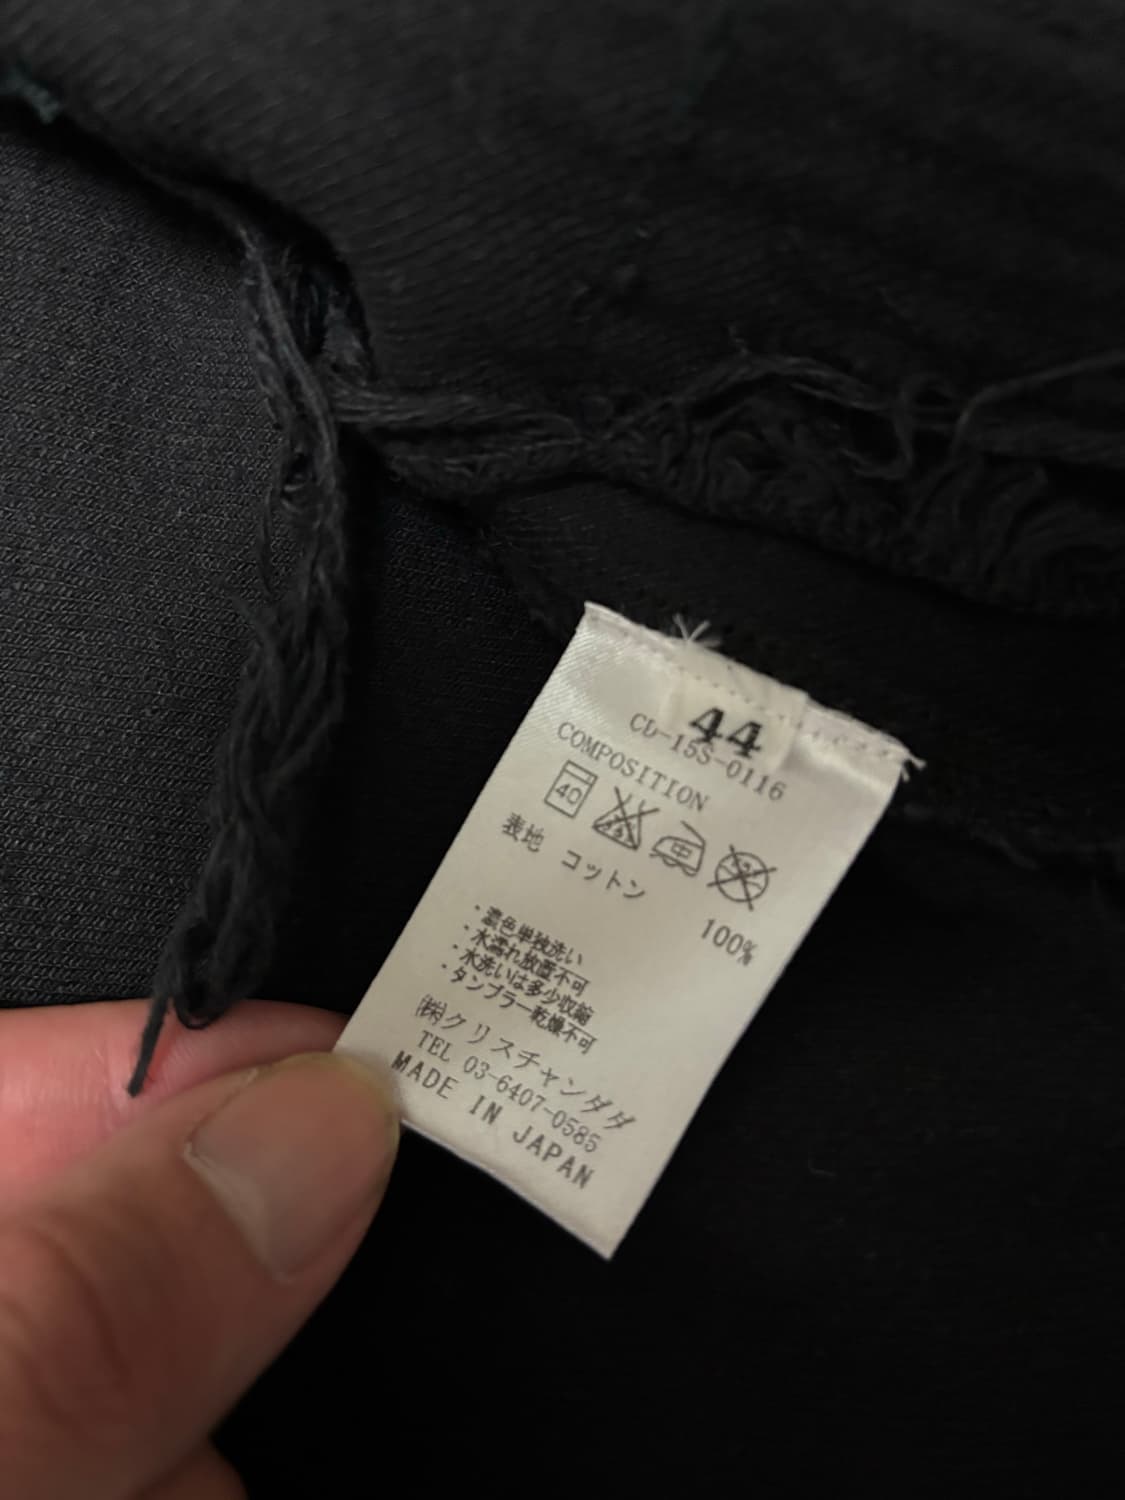 44
CD-15S-0116
COMPOSITION
40
中
表地 コットン 100%
・濃色単独洗い
・水濡れ放置不可
・水洗いは多少収縮
・タンブラー乾燥不可
㈱クリスチャンダダ
TEL 03-6407-0585
MADE IN JAPAN